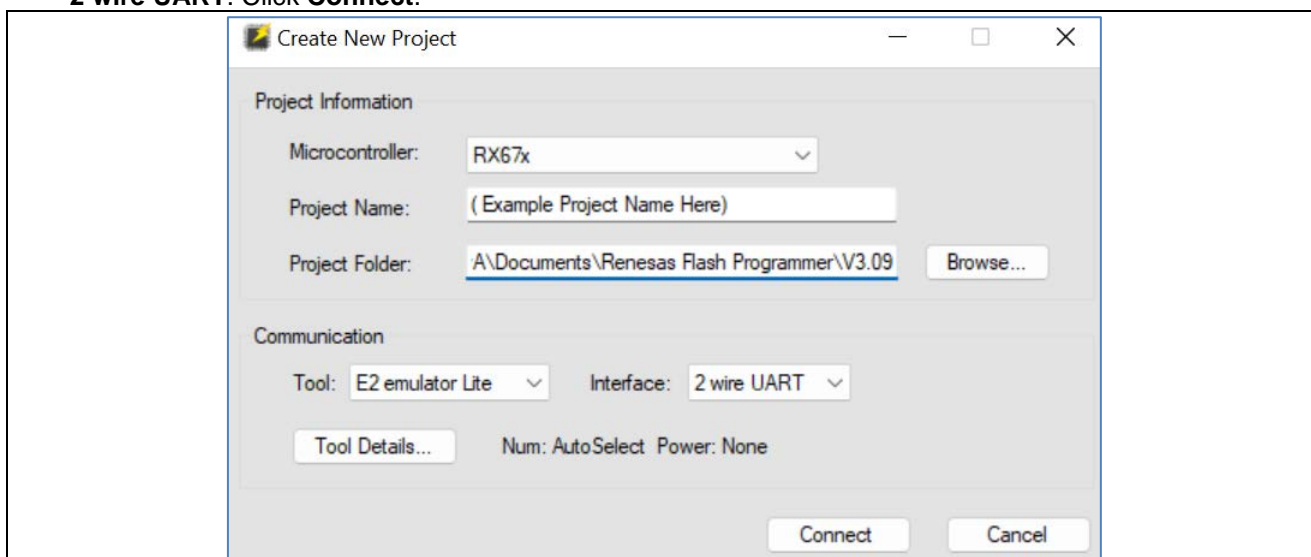 2 wire UART. Click Connect.
Create New Project
Project Information
Microcontroller: RX67x
Project Name: ( Example Project Name Here)
Project Folder: A\Documents\Renesas Flash Programmer\V3.09 Browse...
Communication
Tool: E2 emulator Lite Interface: 2 wire UART
Tool Details... Num: AutoSelect Power: None
Connect Cancel